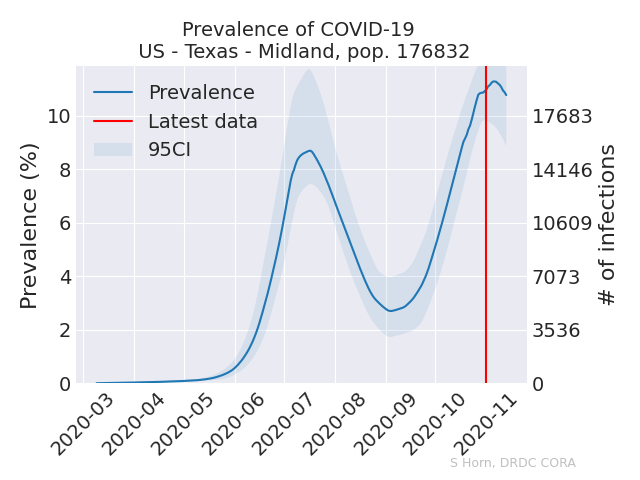 Prevalence of COVID-19
US - Texas - Midland, pop. 176832
Prevalence
Latest data
95CI
Prevalence (%)
10
8
6
4
2
0
17683
14146
10609
7073
3536
0
# of infections
2020-03
2020-04
2020-05
2020-06
2020-07
2020-08
2020-09
2020-10
2020-11
S Horn, DRDC CORA